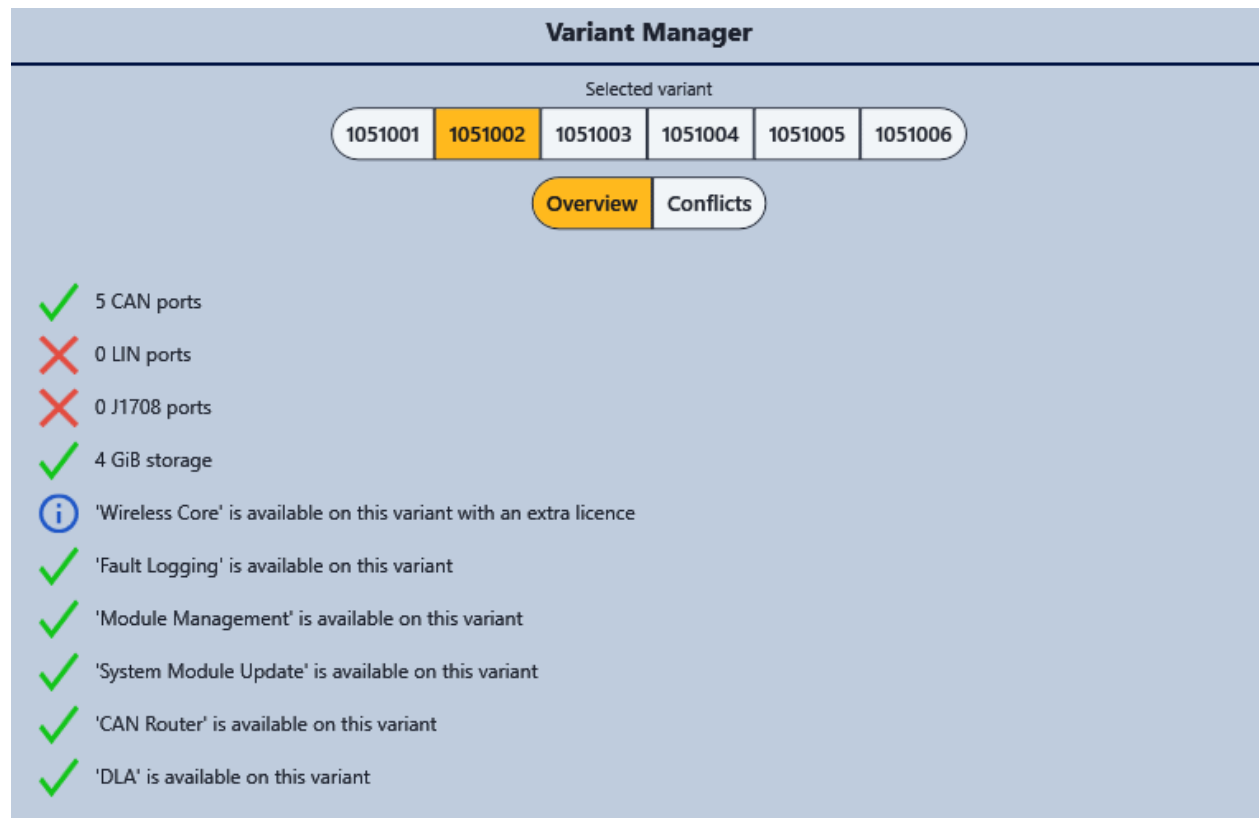 Variant Manager
Selected variant
1051001 1051002 1051003 1051004 1051005 1051006
Overview Conflicts
5 CAN ports
0 LIN ports
0 J1708 ports
4 GiB storage
'Wireless Core' is available on this variant with an extra licence
'Fault Logging' is available on this variant
'Module Management' is available on this variant
'System Module Update' is available on this variant
'CAN Router' is available on this variant
'DLA' is available on this variant